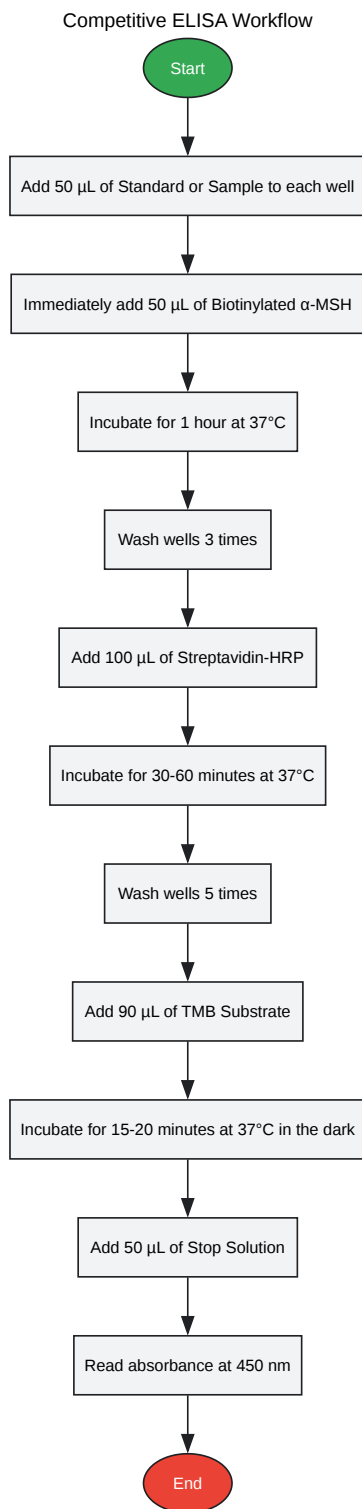 Competitive ELISA Workflow
Start
Add 50 µL of Standard or Sample to each well
Immediately add 50 µL of Biotinylated α-MSH
Incubate for 1 hour at 37°C
Wash wells 3 times
Add 100 µL of Streptavidin-HRP
Incubate for 30-60 minutes at 37°C
Wash wells 5 times
Add 90 µL of TMB Substrate
Incubate for 15-20 minutes at 37°C in the dark
Add 50 µL of Stop Solution
Read absorbance at 450 nm
End